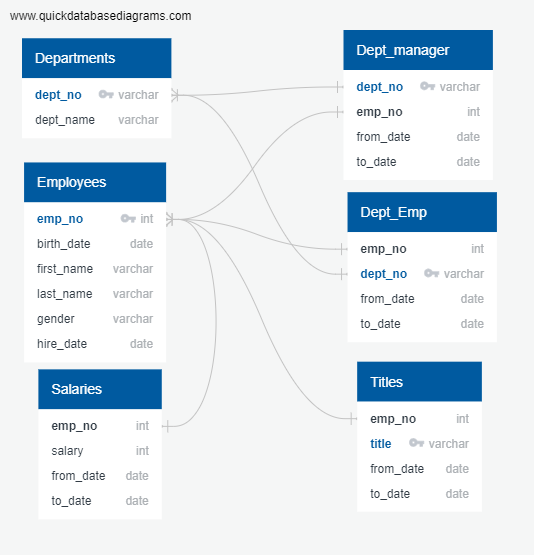 www.quickdatabasediagrams.com
Departments
dept_no varchar
dept_name varchar
Employees
emp_no int
birth_date date
first_name varchar
last_name varchar
gender varchar
hire_date date
Salaries
emp_no int
salary int
from_date date
to_date date
Dept_manager
dept_no varchar
emp_no int
from_date date
to_date date
Dept_Emp
emp_no int
dept_no varchar
from_date date
to_date date
Titles
emp_no int
title varchar
from_date date
to_date date